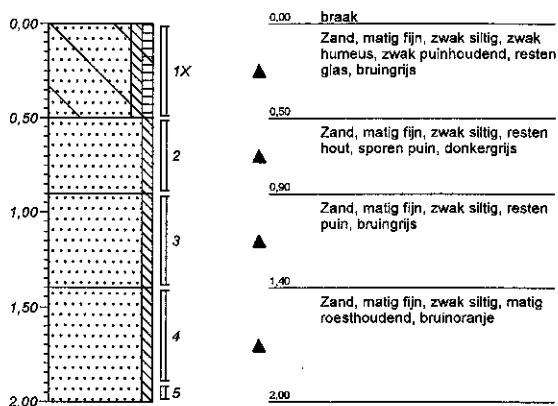 0,00
0,50
1,00
1,50
2,00
1X
2
3
4
5
0,00 braak
Zand, matig fijn, zwak siltig, zwak
humeus, zwak puinhoudend, resten
glas, bruingrijs
0,50
Zand, matig fijn, zwak siltig, resten
hout, sporen puin, donkergrijs
0,90
Zand, matig fijn, zwak siltig, resten
puin, bruingrijs
1,40
Zand, matig fijn, zwak siltig, matig
roesthoudend, bruinoranje
2,00